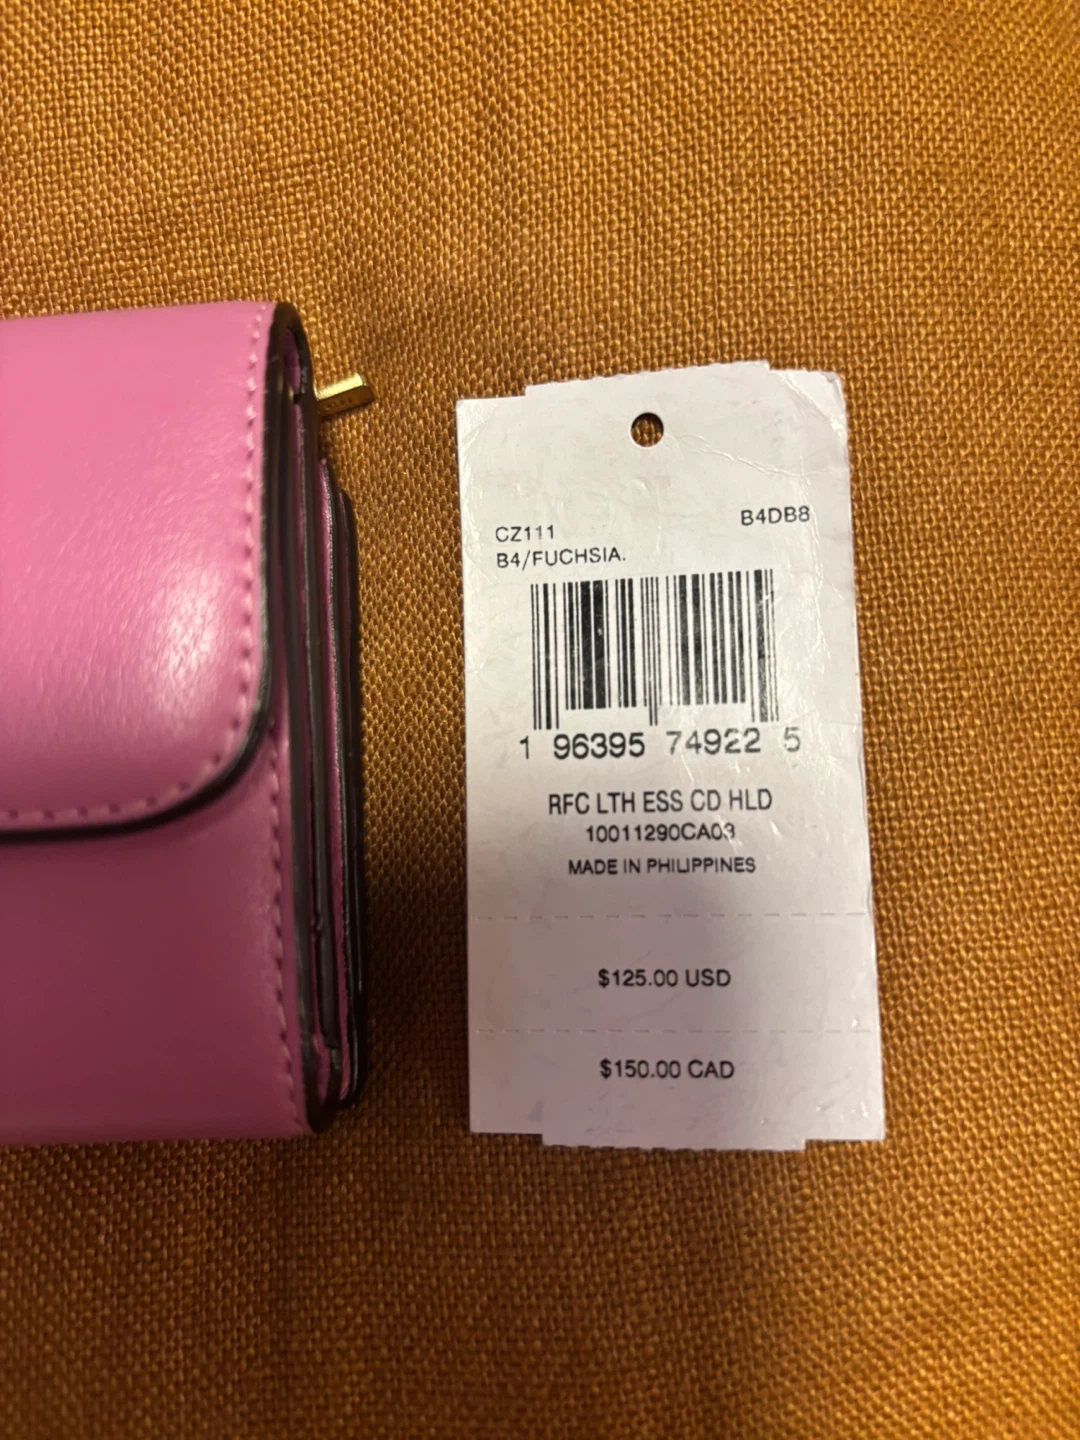 CZ111 B4DB8
B4/FUCHSIA.
1 96395 74922 5
RFC LTH ESS CD HLD
10011290CA03
MADE IN PHILIPPINES
$125.00 USD
$150.00 CAD